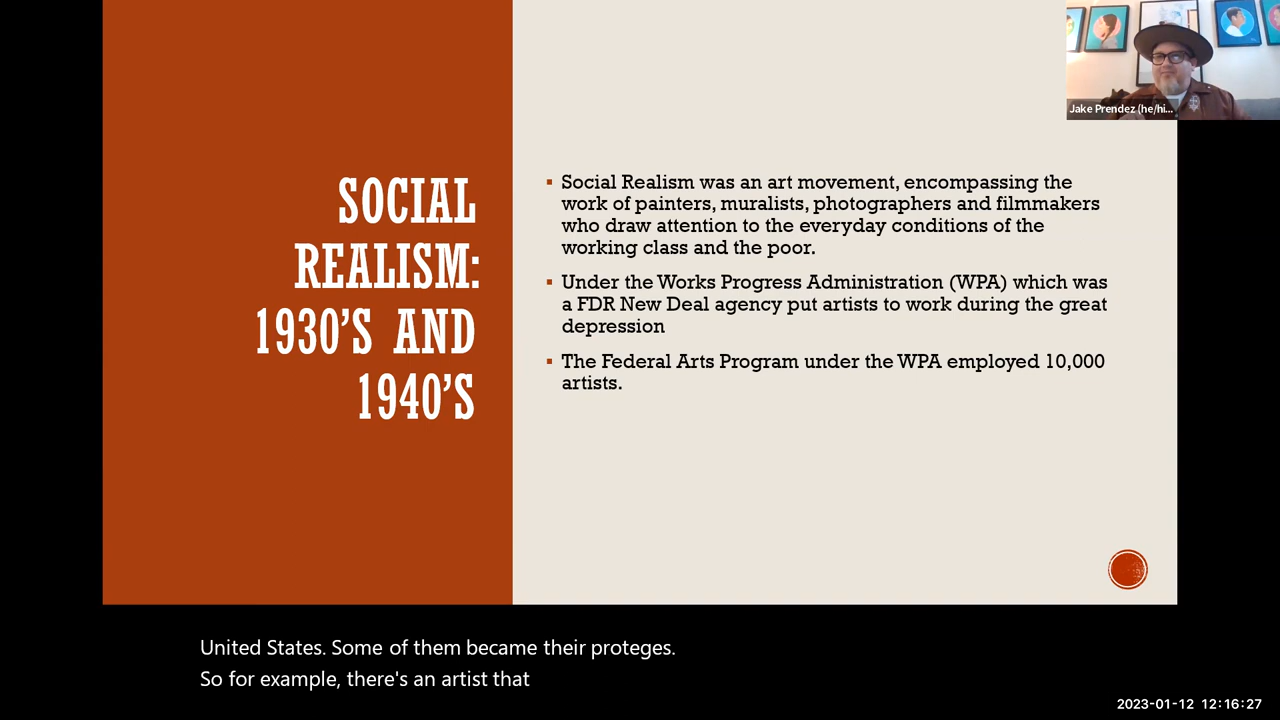 SOCIAL
REALISM:
1930'S AND
1940'S
▪ Social Realism was an art movement, encompassing the
work of painters, muralists, photographers and filmmakers
who draw attention to the everyday conditions of the
working class and the poor.
▪ Under the Works Progress Administration (WPA) which was
a FDR New Deal agency put artists to work during the great
depression
▪ The Federal Arts Program under the WPA employed 10,000
artists.
Jake Prendez (he/hi...
United States. Some of them became their proteges.
So for example, there's an artist that
2023-01-12 12:16:27